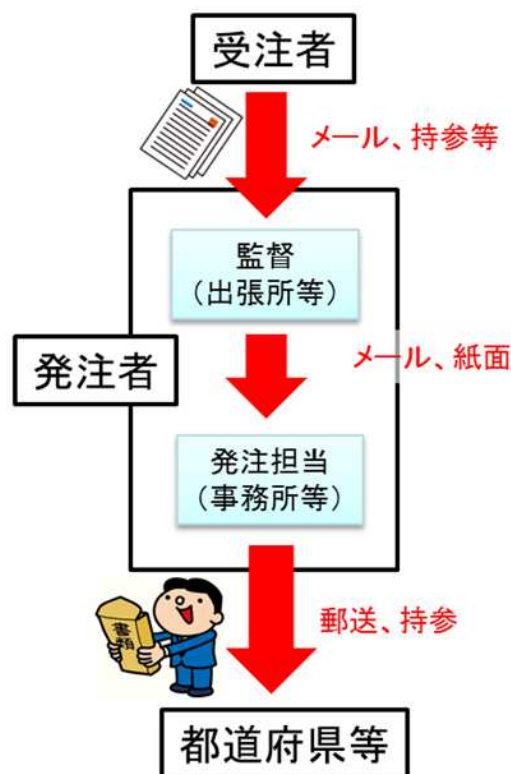 受注者
メール、持参等
監督
（出張所等）
メール、紙面
発注者
発注担当
（事務所等）
書類
郵送、持参
都道府県等